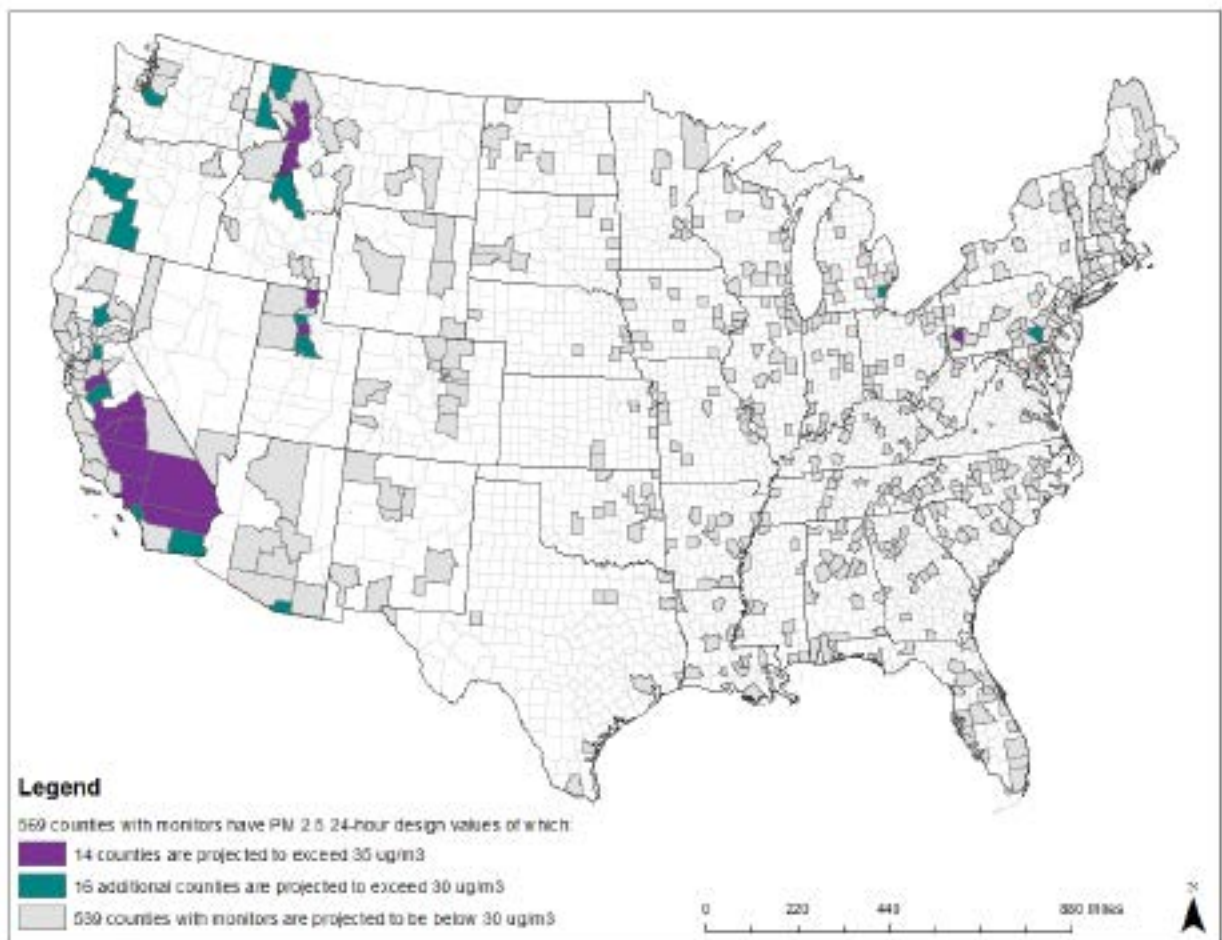 Legend
569 counties with monitors have PM 2.5 24-hour design values of which:
14 counties are projected to exceed 35 ug/m3
16 additional counties are projected to exceed 30 ug/m3
539 counties with monitors are projected to be below 30 ug/m3
0 220 440 880 Miles
N